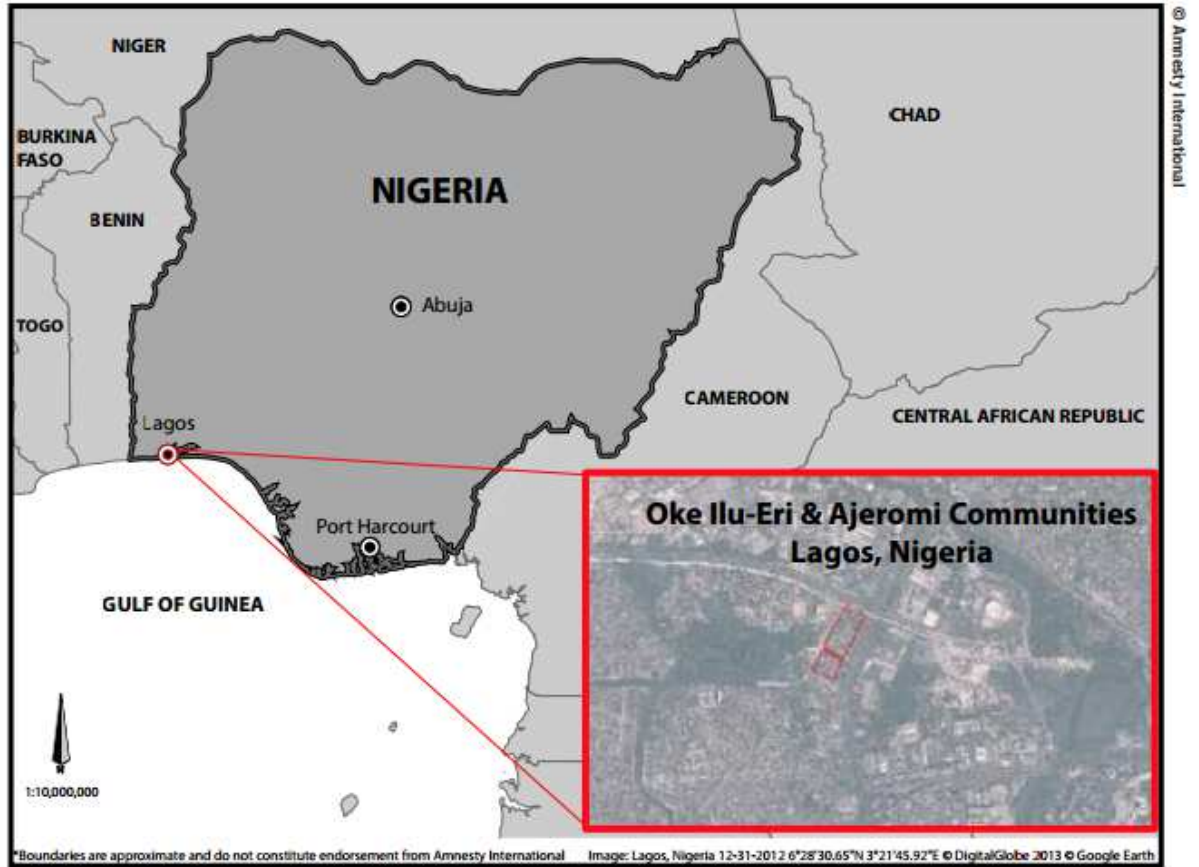 © Amnesty International
NIGER
BURKINA
FASO
CHAD
NIGERIA
BENIN
Abuja
TOGO
CAMEROON
CENTRAL AFRICAN REPUBLIC
Lagos
Oke Ilu-Eri & Ajeromi Communities
Lagos, Nigeria
Port Harcourt
GULF OF GUINEA
N
1:10,000,000
*Boundaries are approximate and do not constitute endorsement from Amnesty International
Image: Lagos, Nigeria 12-31-2012 6°28'30.65"N 3°21'45.92"E © DigitalGlobe 2013 © Google Earth